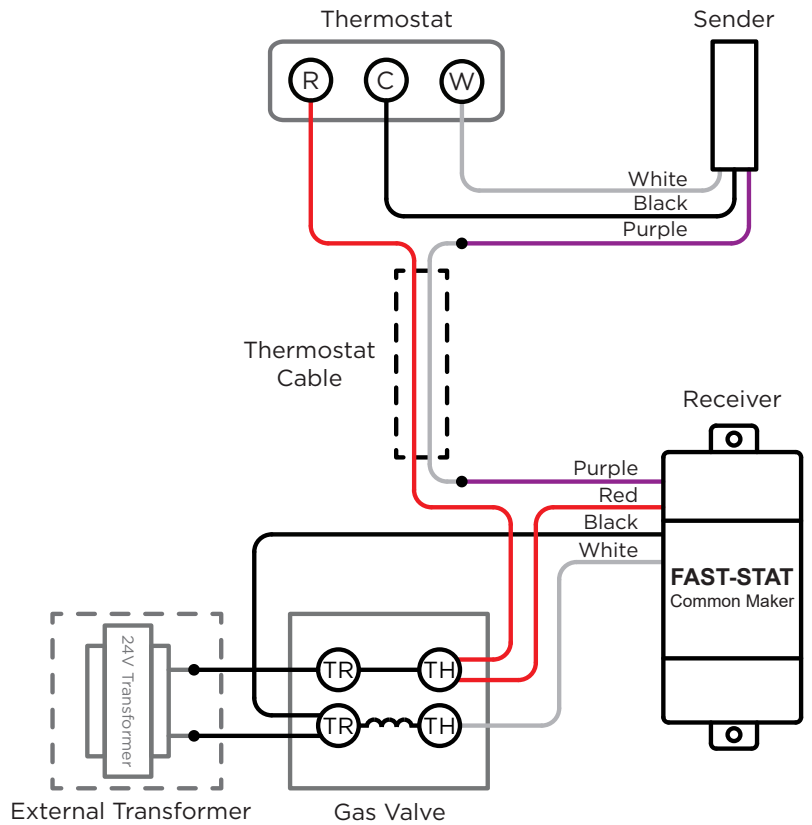 Thermostat
Sender
R
C
W
White
Black
Purple
Thermostat
Cable
Receiver
Purple
Red
Black
White
FAST-STAT
Common Maker
24V Transformer
TR
TH
TR
TH
External Transformer
Gas Valve